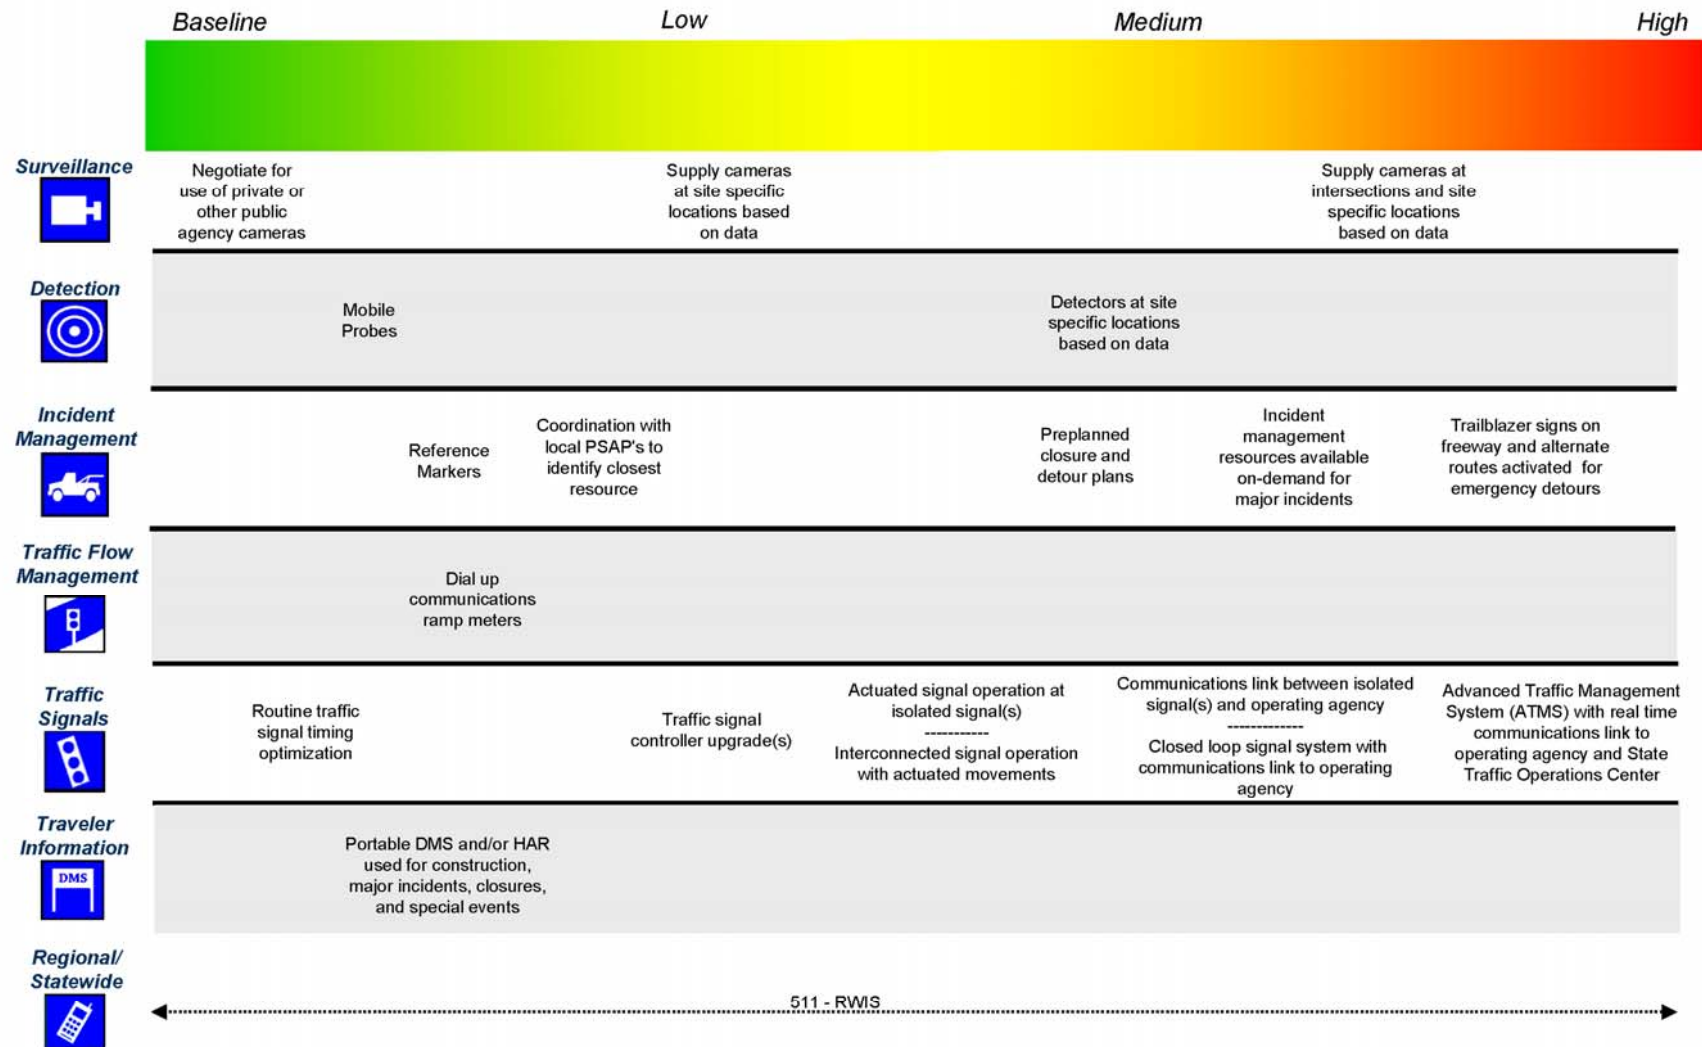 Baseline
Low
Medium
High
Surveillance
Negotiate for
use of private or
other public
agency cameras
Supply cameras
at site specific
locations based
on data
Supply cameras at
intersections and site
specific locations
based on data
Detection
Mobile
Probes
Detectors at site
specific locations
based on data
Incident
Management
Reference
Markers
Coordination with
local PSAP's to
identify closest
resource
Preplanned
closure and
detour plans
Incident
management
resources available
on-demand for
major incidents
Trailblazer signs on
freeway and alternate
routes activated for
emergency detours
Traffic Flow
Management
Dial up
communications
ramp meters
Traffic
Signals
Routine traffic
signal timing
optimization
Traffic signal
controller upgrade(s)
Actuated signal operation at
isolated signal(s)
-----------
Interconnected signal operation
with actuated movements
Communications link between isolated
signal(s) and operating agency
-------------
Closed loop signal system with
communications link to operating
agency
Advanced Traffic Management
System (ATMS) with real time
communications link to
operating agency and State
Traffic Operations Center
Traveler
Information
DMS
Portable DMS and/or HAR
used for construction,
major incidents, closures,
and special events
Regional/
Statewide
511 - RWIS